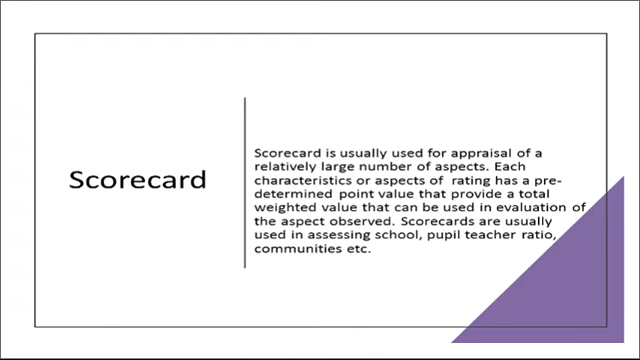 Scorecard
Scorecard is usually used for appraisal of a
relatively large number of aspects. Each
characteristics or aspects of rating has a pre-
determined point value that provide a total
weighted value that can be used in evaluation of
the aspect observed. Scorecards are usually
used in assessing school, pupil teacher ratio,
communities etc.